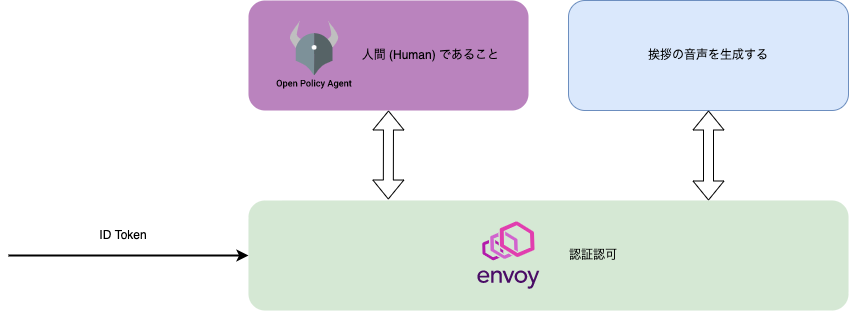 人間 (Human) であること
Open Policy Agent
挨拶の音声を生成する
ID Token
envoy
認証認可